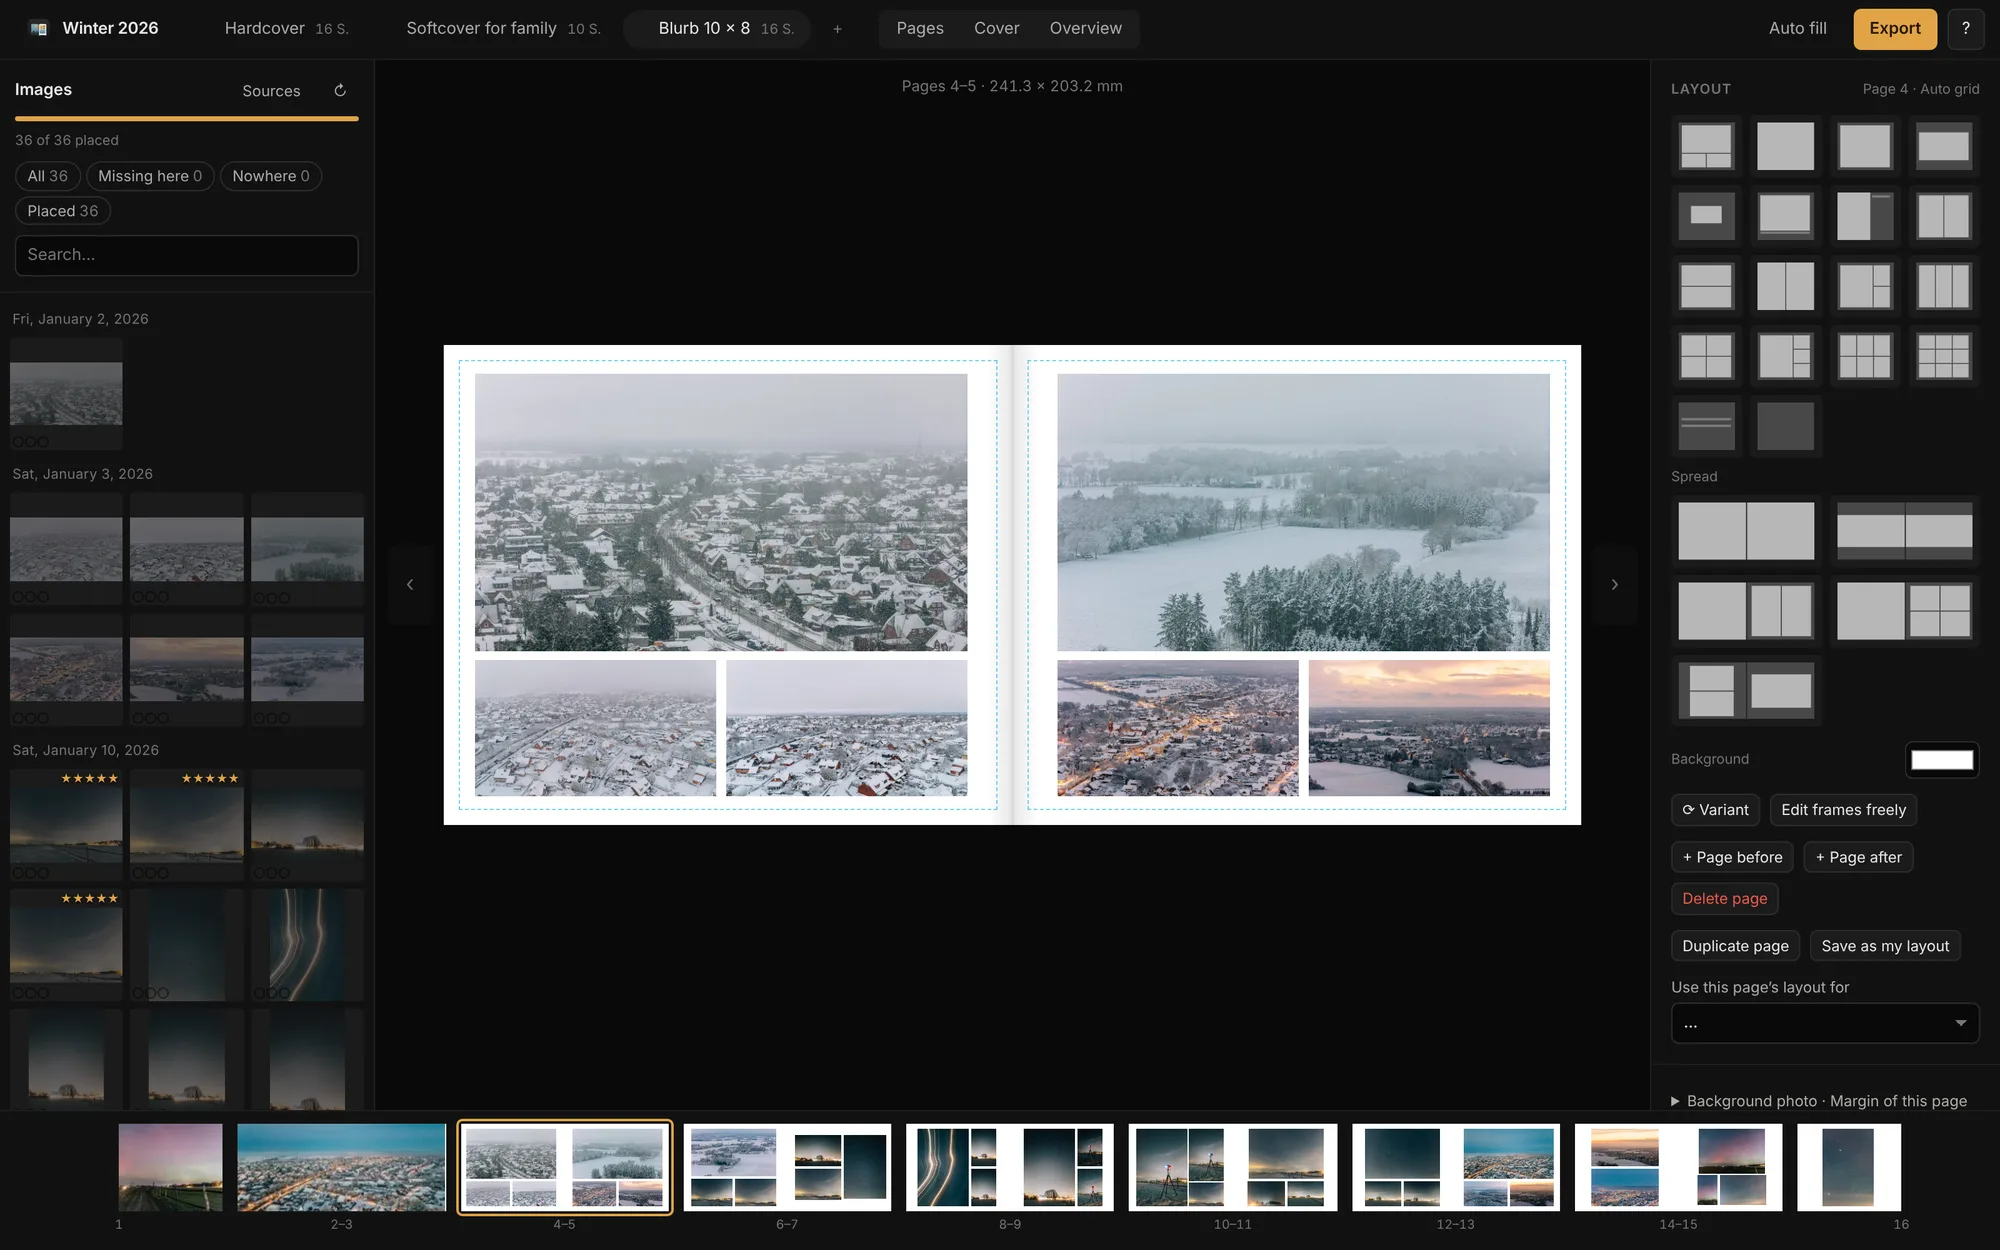 Winter 2026
Hardcover 16 S.
Softcover for family 10 S.
Blurb 10 × 8 16 S.
+
Pages
Cover
Overview
Auto fill
Export
?
Images
Sources
↻
36 of 36 placed
All 36
Missing here 0
Nowhere 0
Placed 36
Search...
Fri, January 2, 2026
Sat, January 3, 2026
Sat, January 10, 2026
★★★★★
★★★★★
★★★★★
Pages 4–5 · 241.3 × 203.2 mm
‹
›
LAYOUT
Page 4 · Auto grid
Spread
Background
⟳ Variant
Edit frames freely
+ Page before
+ Page after
Delete page
Duplicate page
Save as my layout
Use this page’s layout for
...
▶ Background photo · Margin of this page
1
2–3
4–5
6–7
8–9
10–11
12–13
14–15
16